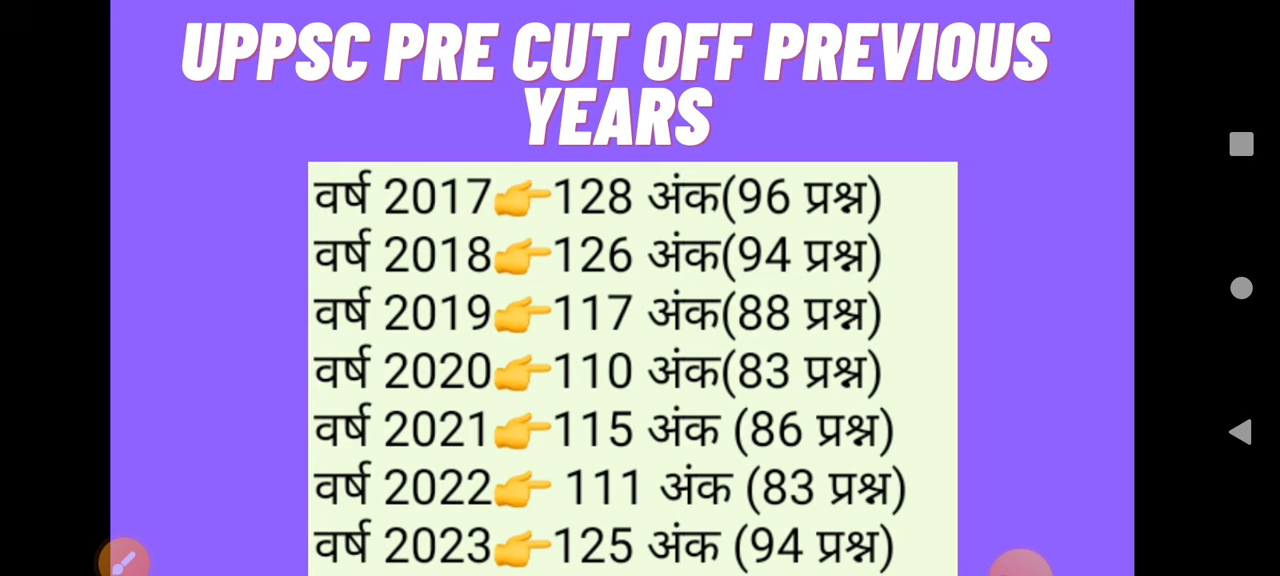 UPPSC PRE CUT OFF PREVIOUS
YEARS
वर्ष 2017👉128 अंक(96 प्रश्न)
वर्ष 2018👉126 अंक(94 प्रश्न)
वर्ष 2019👉117 अंक(88 प्रश्न)
वर्ष 2020👉110 अंक(83 प्रश्न)
वर्ष 2021👉115 अंक (86 प्रश्न)
वर्ष 2022👉 111 अंक (83 प्रश्न)
वर्ष 2023👉125 अंक (94 प्रश्न)